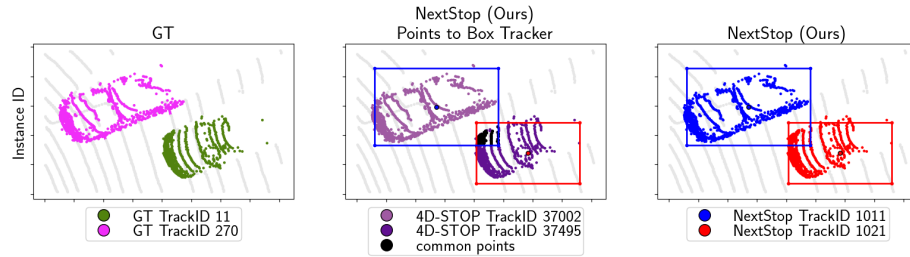 GT
NextStop (Ours)
Points to Box Tracker
NextStop (Ours)
Instance ID
GT TrackID 11
GT TrackID 270
4D-STOP TrackID 37002
4D-STOP TrackID 37495
common points
NextStop TrackID 1011
NextStop TrackID 1021